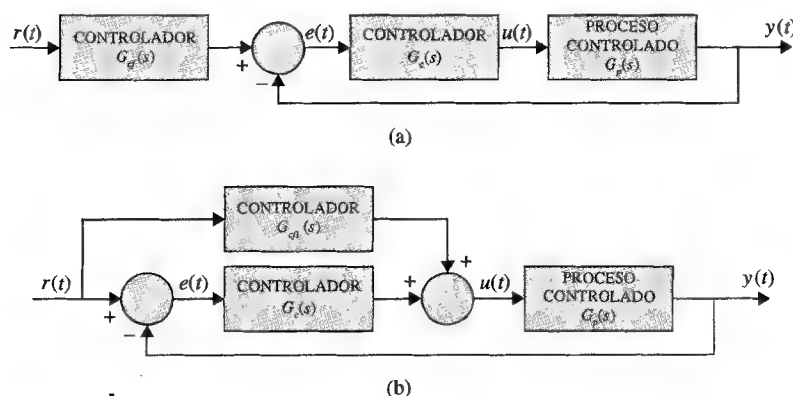 r(t)
CONTROLADOR
G_cf(s)
+
−
e(t)
CONTROLADOR
G_c(s)
u(t)
PROCESO
CONTROLADO
G_p(s)
y(t)
(a)
CONTROLADOR
G_cf1(s)
r(t)
+
−
e(t)
CONTROLADOR
G_c(s)
+
+
u(t)
PROCESO
CONTROLADO
G_p(s)
y(t)
(b)